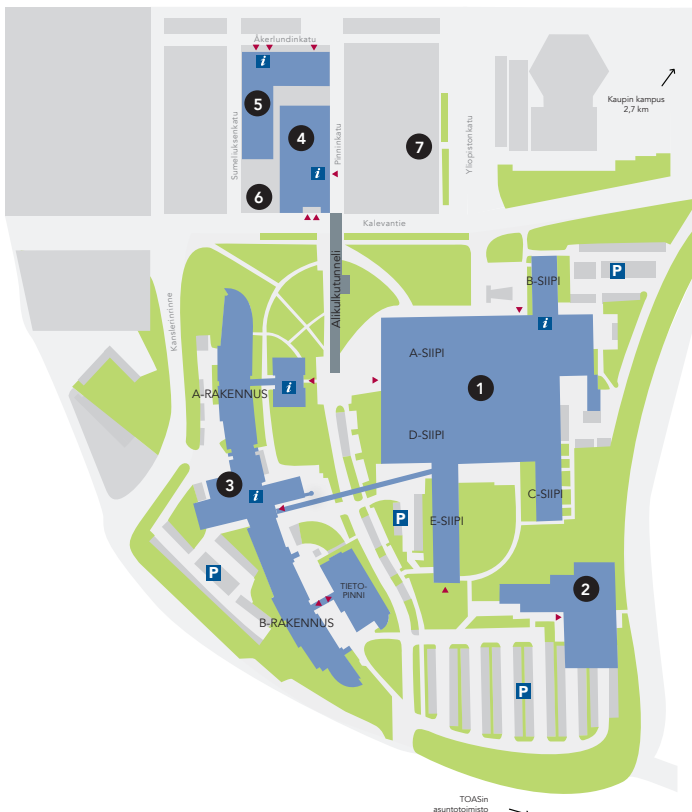 Åkerlundinkatu
i
5
4
Sumeliuksenkatu
Pinninkatu
i
6
7
Yliopistonkatu
Kaupin kampus
2,7 km
Kalevantie
Alikulkutunneli
Kanslerinrinne
B-SIIPI
P
i
A-SIIPI
1
i
A-RAKENNUS
D-SIIPI
3
i
C-SIIPI
P
E-SIIPI
P
TIETO-
PINNI
2
B-RAKENNUS
P
TOASin
asuntotoimisto